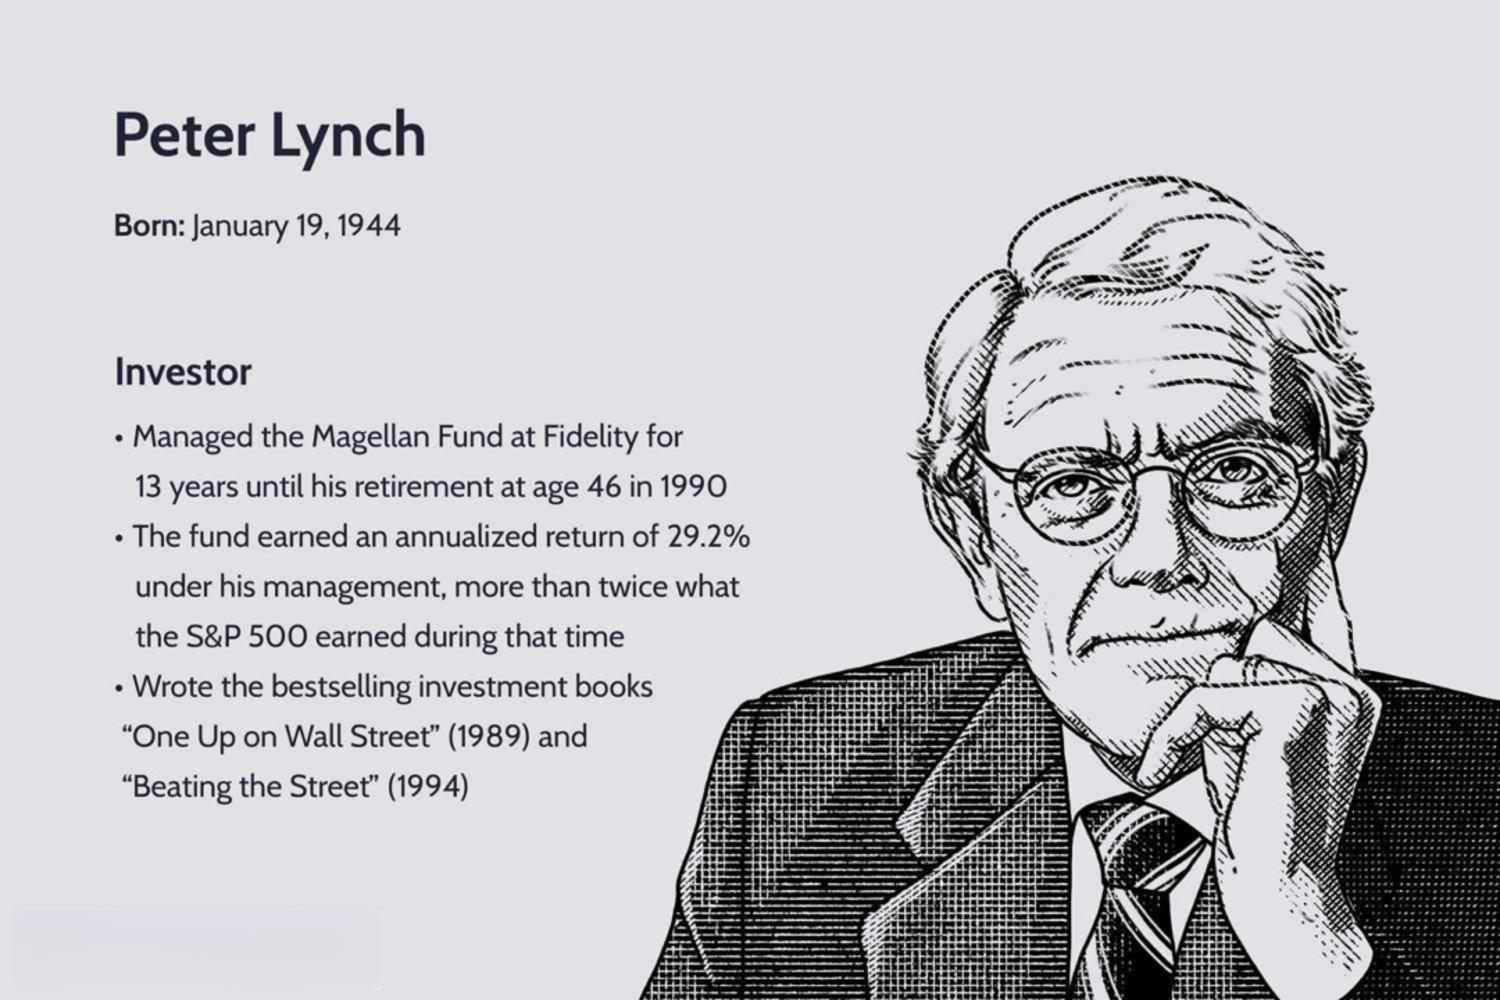 Peter Lynch
Born: January 19, 1944
Investor
• Managed the Magellan Fund at Fidelity for
13 years until his retirement at age 46 in 1990
• The fund earned an annualized return of 29.2%
under his management, more than twice what
the S&P 500 earned during that time
• Wrote the bestselling investment books
“One Up on Wall Street” (1989) and
“Beating the Street” (1994)